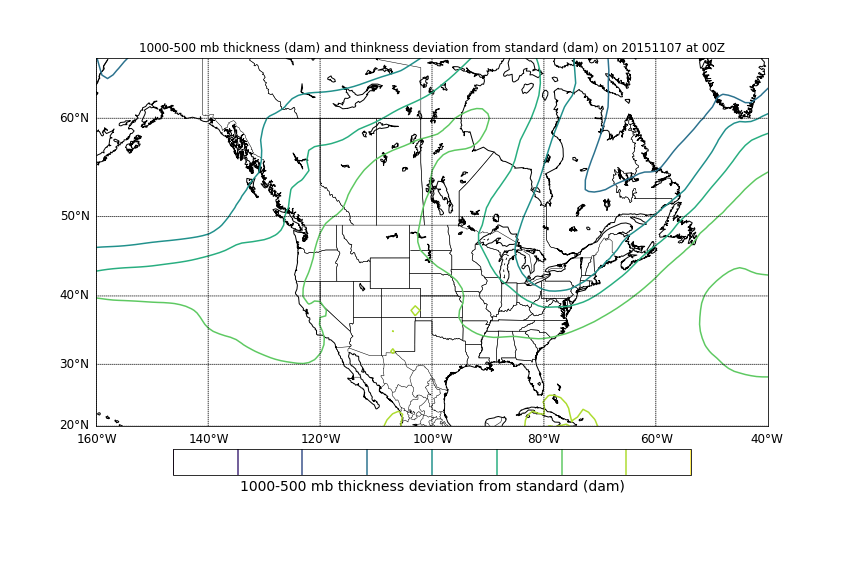 1000-500 mb thickness (dam) and thinkness deviation from standard (dam) on 20151107 at 00Z
60°N
50°N
40°N
30°N
20°N
160°W 140°W 120°W 100°W 80°W 60°W 40°W
1000-500 mb thickness deviation from standard (dam)